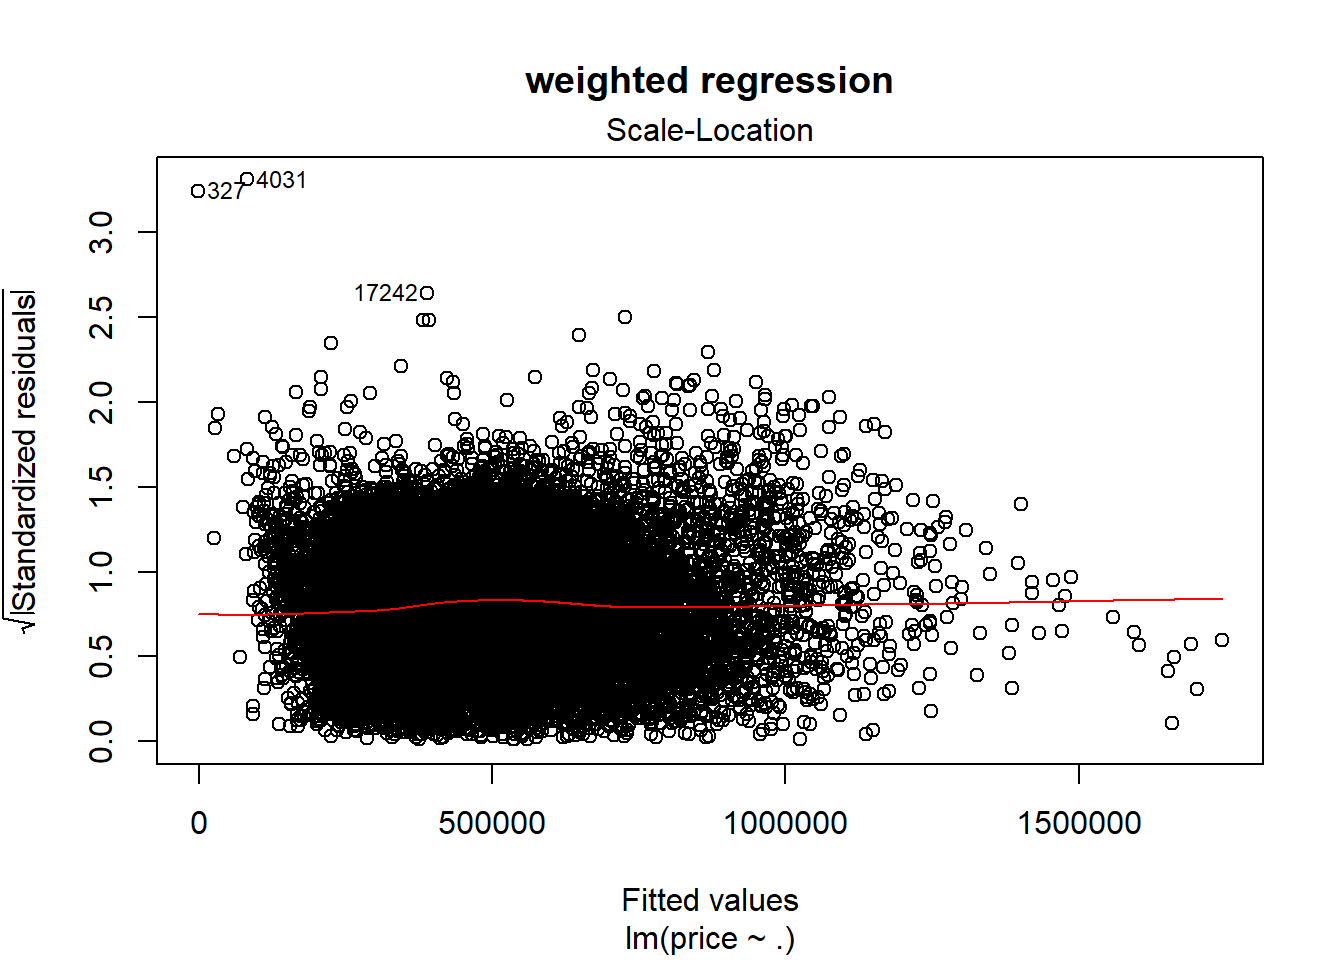 weighted regression
Scale-Location
327
4031
17242
√|Standardized residuals|
3.0
2.5
2.0
1.5
1.0
0.5
0.0
0 500000 1000000 1500000
Fitted values
lm(price ~ .)